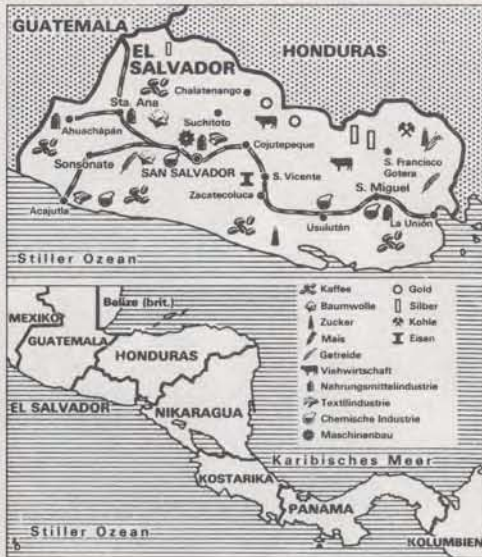 GUATEMALA
HONDURAS
EL
SALVADOR
Chalatenango
Sta. Ana
Suchitoto
Ahuachápán
Cojutepeque
Sonsonate
SAN SALVADOR
S. Vicente
S. Francisco
Gotera
Zacatecoluca
S. Miguel
Acajutla
Usulután
La Unión
Stiller Ozean
Kaffee
Gold
Baumwolle
Silber
Zucker
Kohle
Mais
Eisen
Getreide
Viehwirtschaft
Nahrungsmittelindustrie
Textilindustrie
Chemische Industrie
Maschinenbau
Belize (brit.)
MEXIKO
GUATEMALA
HONDURAS
EL SALVADOR
NIKARAGUA
Karibisches Meer
KOSTARIKA
PANAMA
Stiller Ozean
KOLUMBIEN